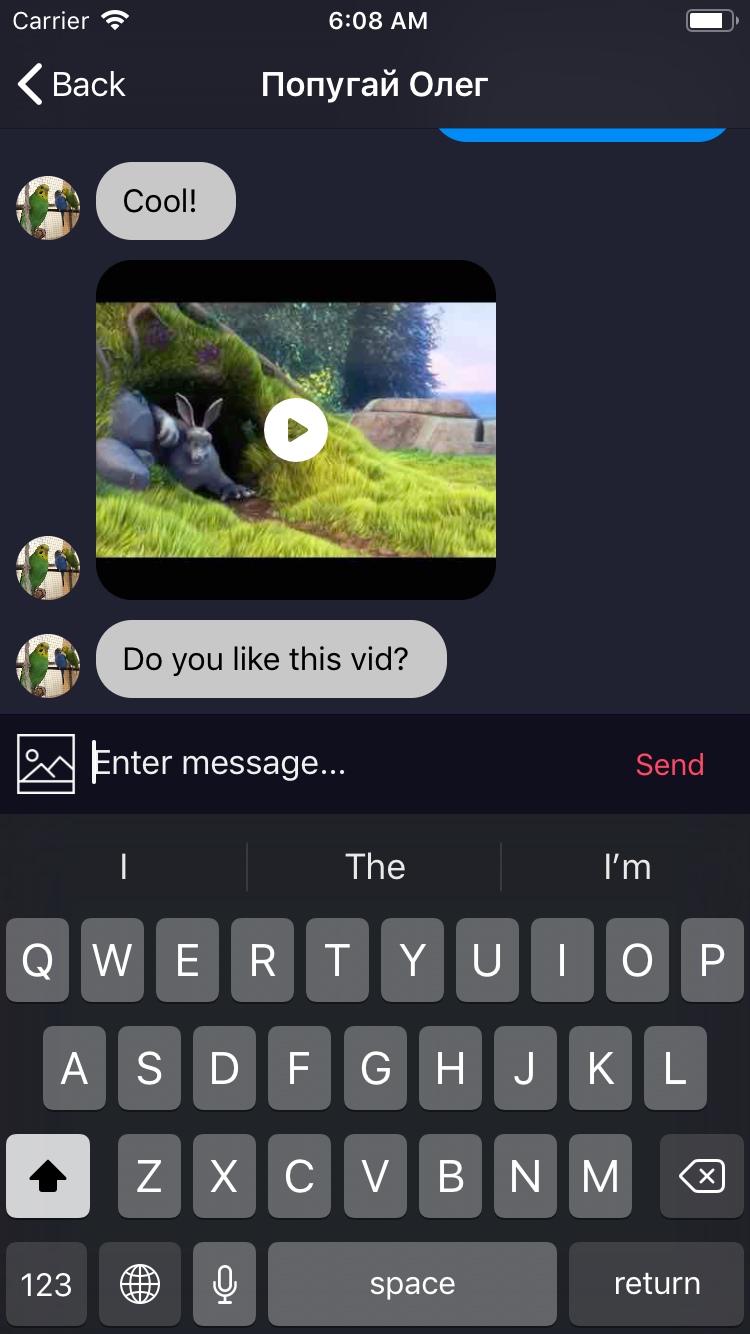 Carrier 6:08 AM
Back Попугай Олег
Cool!
Do you like this vid?
Enter message...
Send
I The I’m
Q W E R T Y U I O P
A S D F G H J K L
Z X C V B N M
123 space return